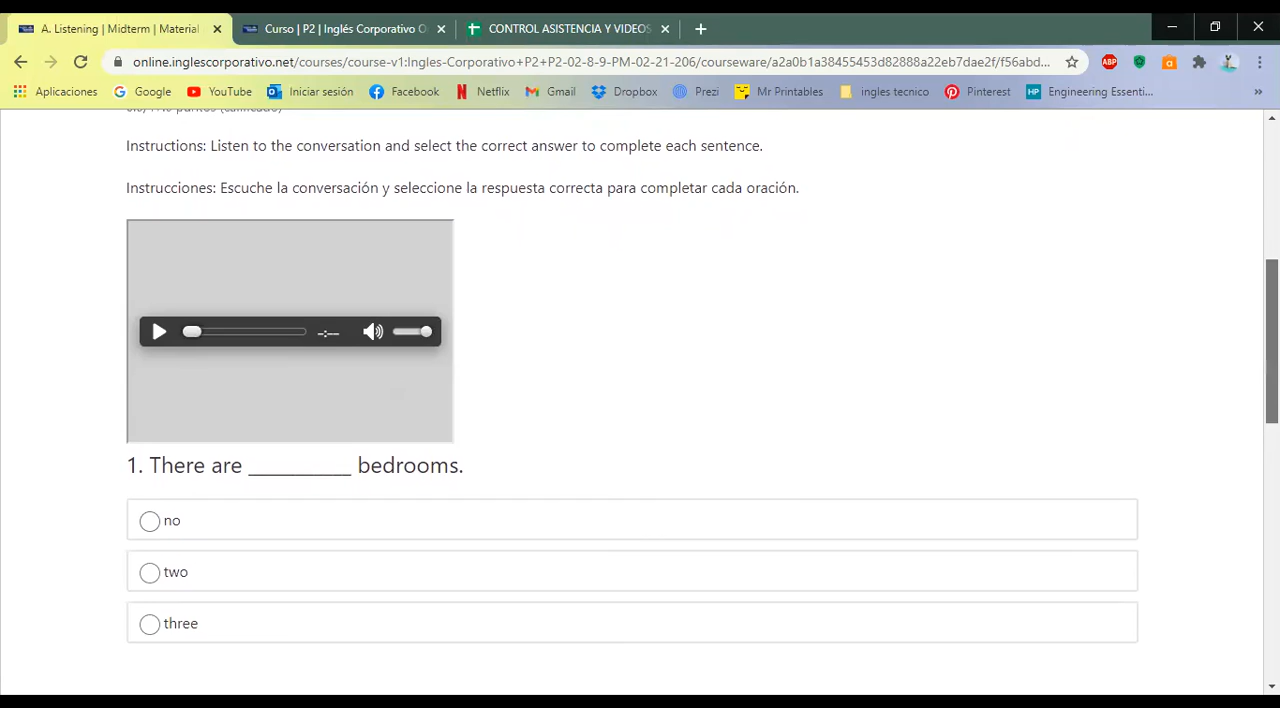 A. Listening | Midterm | Material
Curso | P2 | Inglés Corporativo O
CONTROL ASISTENCIA Y VIDEOS
online.inglescorporativo.net/courses/course-v1:Ingles-Corporativo+P2+P2-02-8-9-PM-02-21-206/courseware/a2a0b1a38455453d82888a22eb7dae2f/f56abd...
ABP
Aplicaciones
Google
YouTube
Iniciar sesión
Facebook
Netflix
Gmail
Dropbox
Prezi
Mr Printables
ingles tecnico
Pinterest
HP
Engineering Essenti...
Instructions: Listen to the conversation and select the correct answer to complete each sentence.
Instrucciones: Escuche la conversación y seleccione la respuesta correcta para completar cada oración.
-:--
1. There are __________ bedrooms.
no
two
three